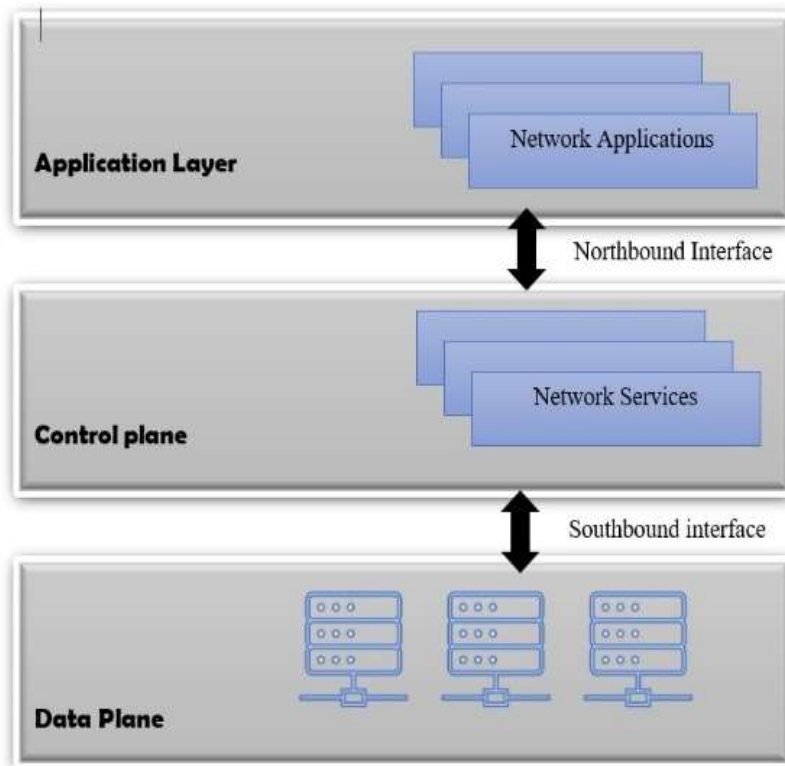 Network Applications
Application Layer
Northbound Interface
Network Services
Control plane
Southbound interface
Data Plane